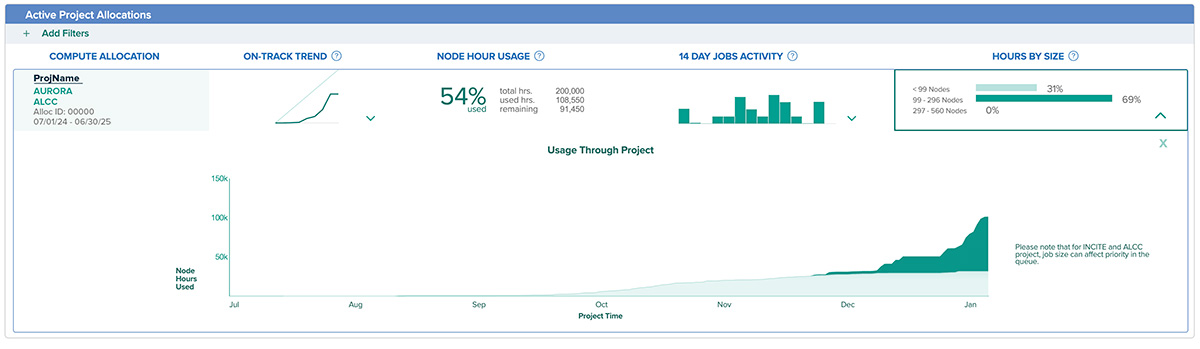 Active Project Allocations
+ Add Filters
COMPUTE ALLOCATION ON-TRACK TREND ? NODE HOUR USAGE ? 14 DAY JOBS ACTIVITY ? HOURS BY SIZE ?
ProjName
AURORA
ALCC
Alloc ID: 00000
07/01/24 - 06/30/25
54%
used
total hrs. 200,000
used hrs. 108,550
remaining 91,450
< 99 Nodes 31%
99 - 296 Nodes 69%
297 - 560 Nodes 0%
X
Usage Through Project
150k
100k
50k
Node
Hours
Used
Jul Aug Sep Oct Nov Dec Jan
Project Time
Please note that for INCITE and ALCC
project, job size can affect priority in the
queue.